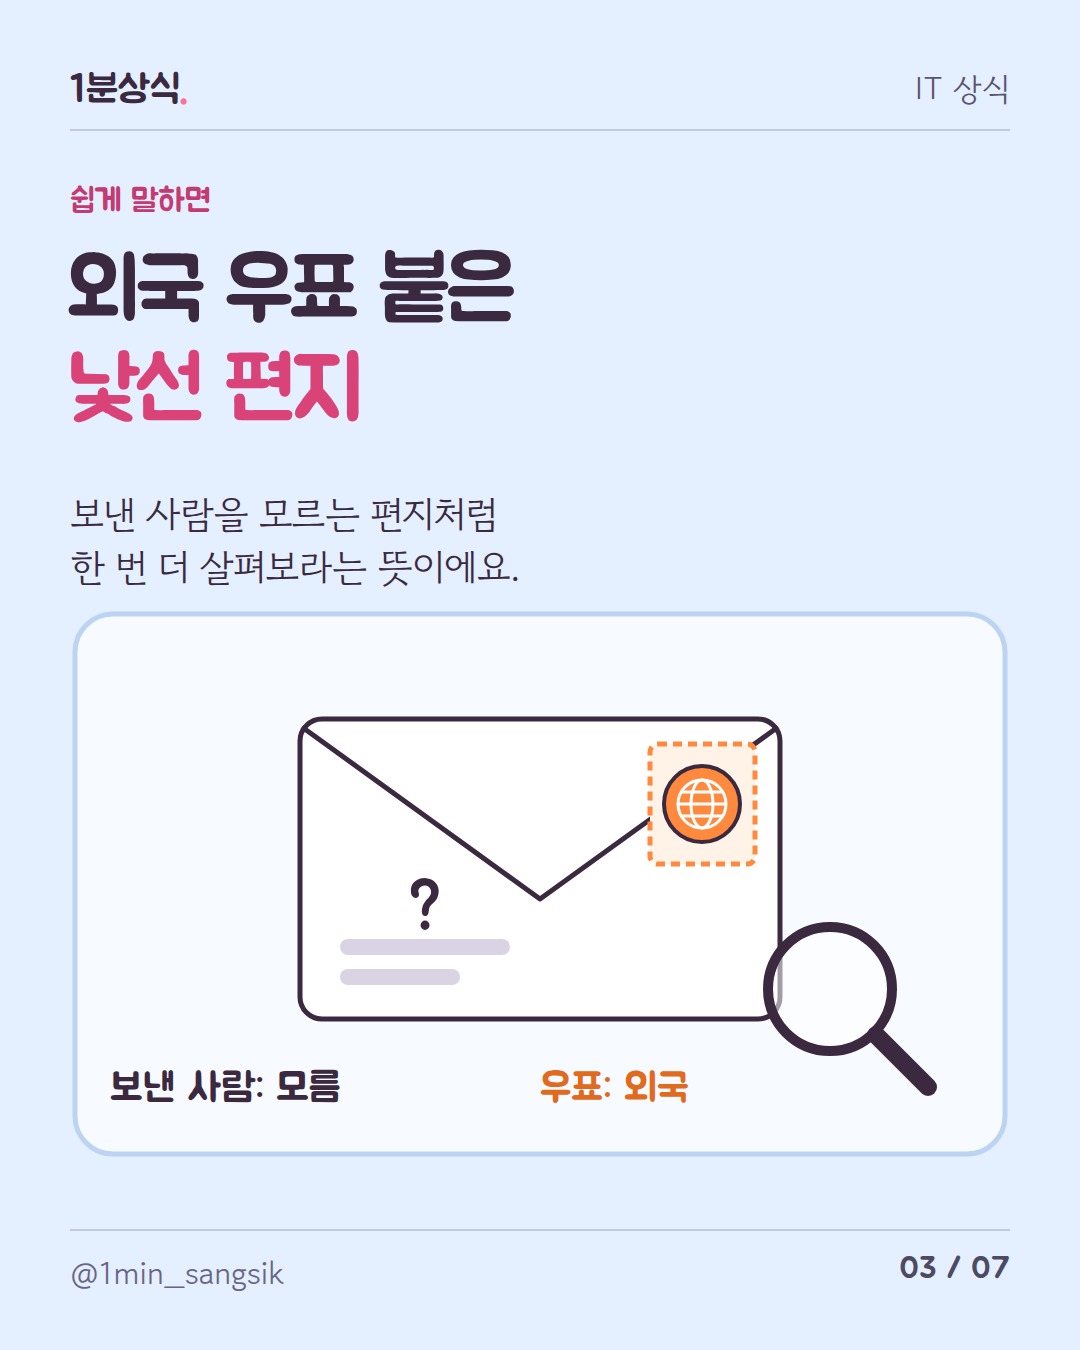 1분상식.
IT 상식
쉽게 말하면
외국 우표 붙은
낯선 편지
보낸 사람을 모르는 편지처럼
한 번 더 살펴보라는 뜻이에요.
?
보낸 사람: 모름
우표: 외국
@1min_sangsik
03 / 07